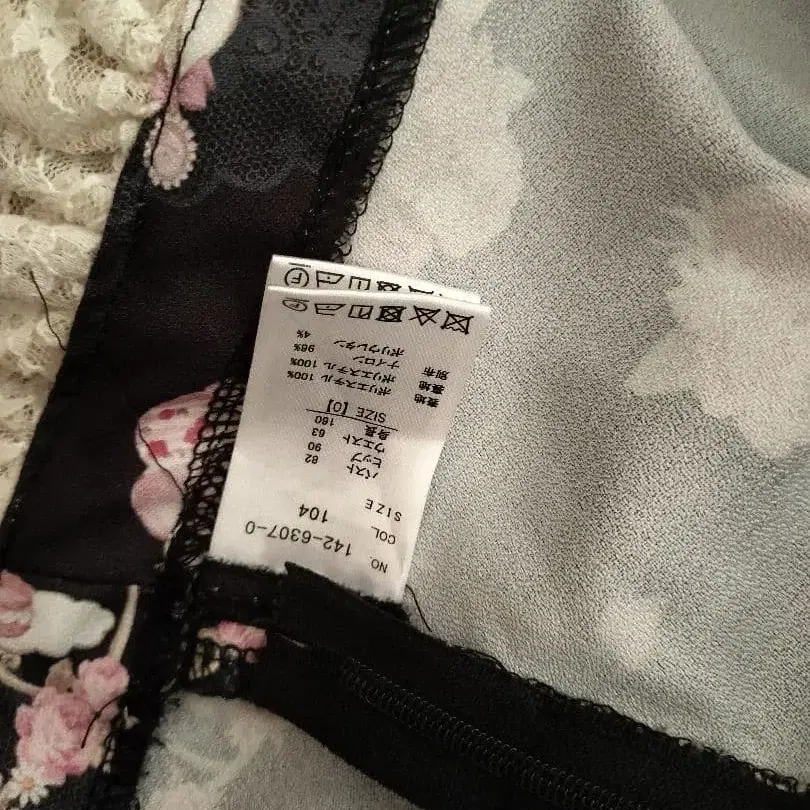 NO. 142-6307-0
COL 104
SIZE
バスト 82
ヒップ 90
ウエスト 63
身長 160
SIZE【0】
表地 ポリエステル 100%
裏地 ポリエステル 100%
別布 ナイロン 96%
ポリウレタン 4%
F
F